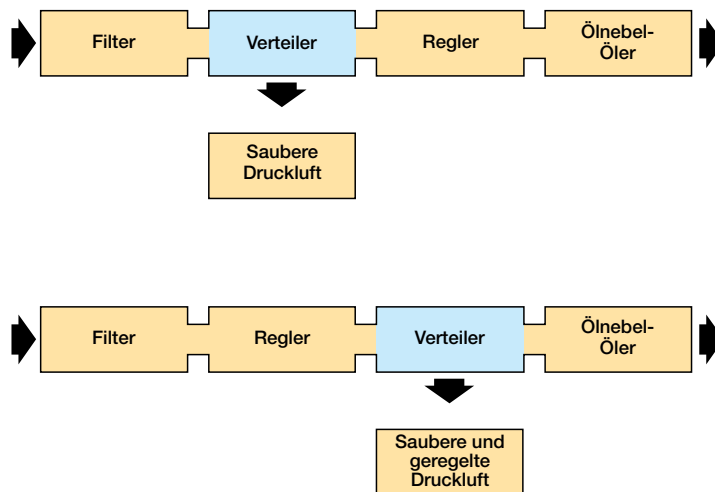 Filter
Verteiler
Regler
Ölnebel-
Öler
Saubere
Druckluft
Filter
Regler
Verteiler
Ölnebel-
Öler
Saubere und
geregelte
Druckluft